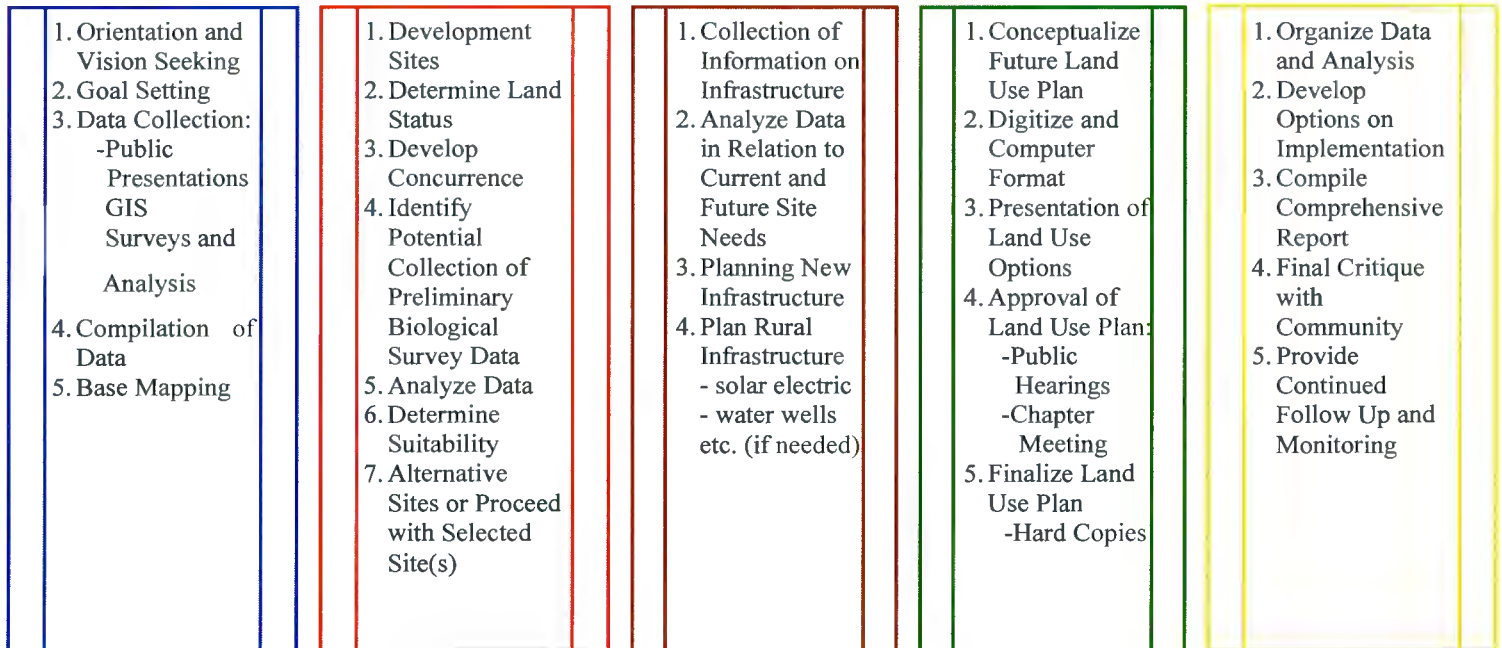 1. Orientation and
Vision Seeking
2. Goal Setting
3. Data Collection:
-Public
Presentations
GIS
Surveys and
Analysis
4. Compilation of
Data
5. Base Mapping
1. Development
Sites
2. Determine Land
Status
3. Develop
Concurrence
4. Identify
Potential
Collection of
Preliminary
Biological
Survey Data
5. Analyze Data
6. Determine
Suitability
7. Alternative
Sites or Proceed
with Selected
Site(s)
1. Collection of
Information on
Infrastructure
2. Analyze Data
in Relation to
Current and
Future Site
Needs
3. Planning New
Infrastructure
4. Plan Rural
Infrastructure
- solar electric
- water wells
etc. (if needed)
1. Conceptualize
Future Land
Use Plan
2. Digitize and
Computer
Format
3. Presentation of
Land Use
Options
4. Approval of
Land Use Plan:
-Public
Hearings
-Chapter
Meeting
5. Finalize Land
Use Plan
-Hard Copies
1. Organize Data
and Analysis
2. Develop
Options on
Implementation
3. Compile
Comprehensive
Report
4. Final Critique
with
Community
5. Provide
Continued
Follow Up and
Monitoring